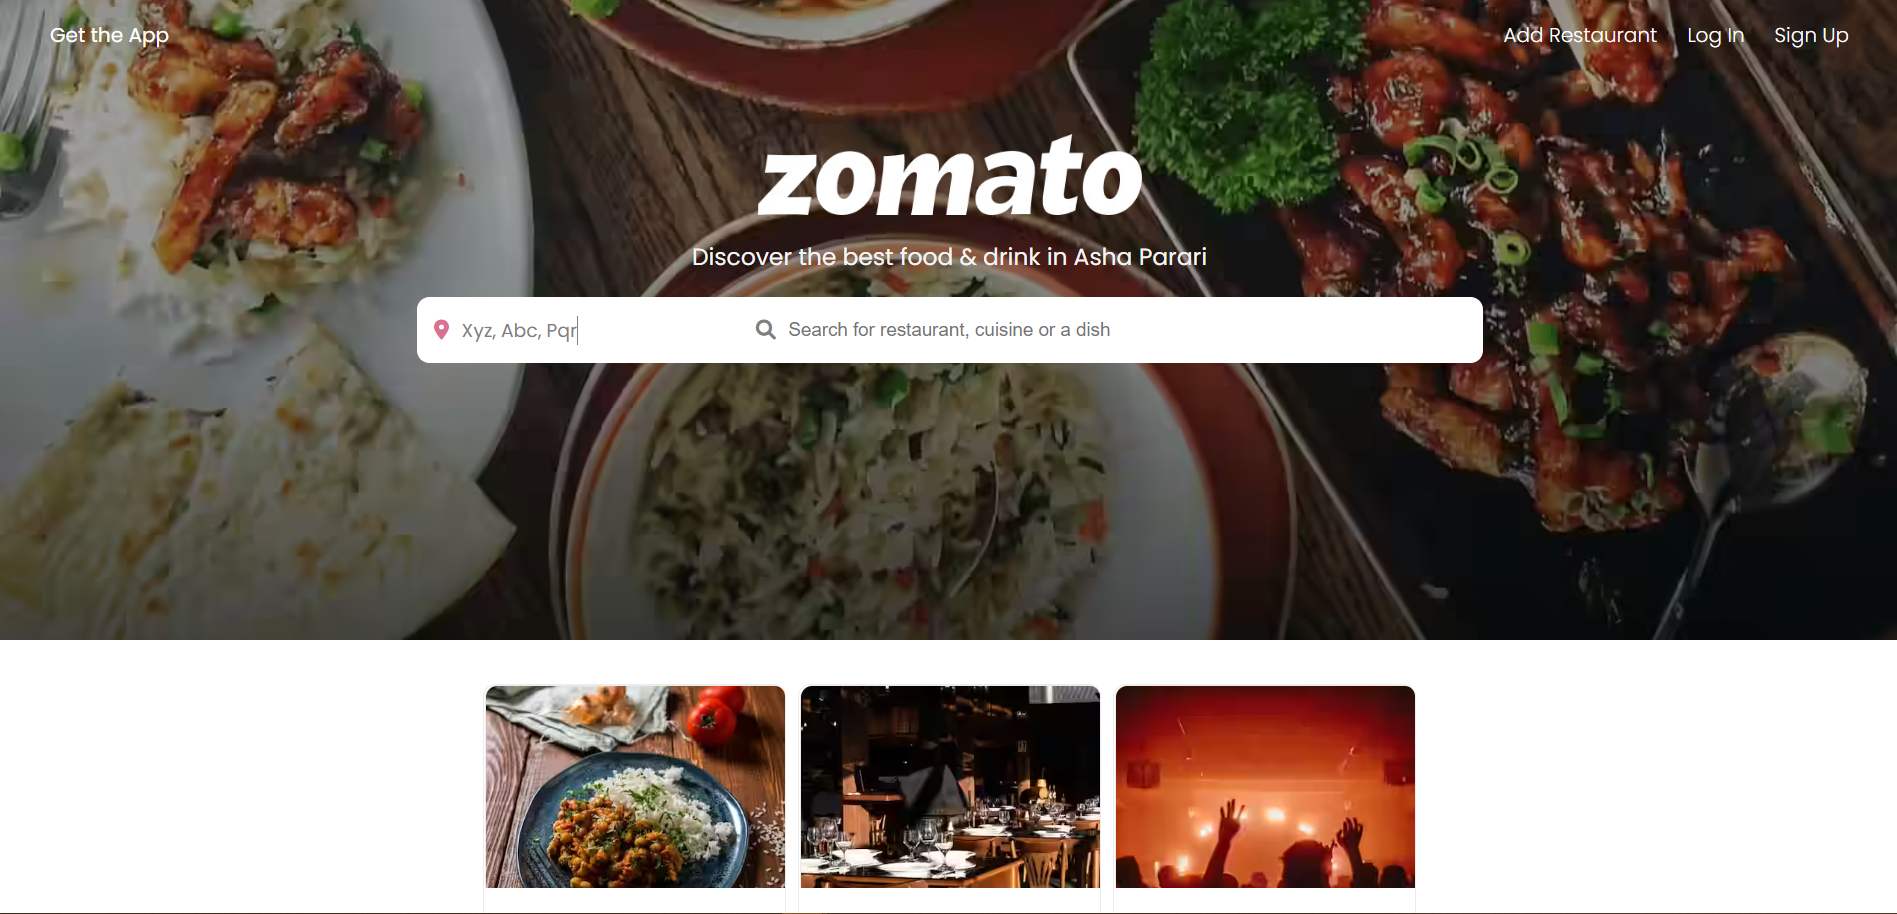 Get the App
Add Restaurant
Log In
Sign Up
zomato
Discover the best food & drink in Asha Parari
Xyz, Abc, Pqr
Search for restaurant, cuisine or a dish